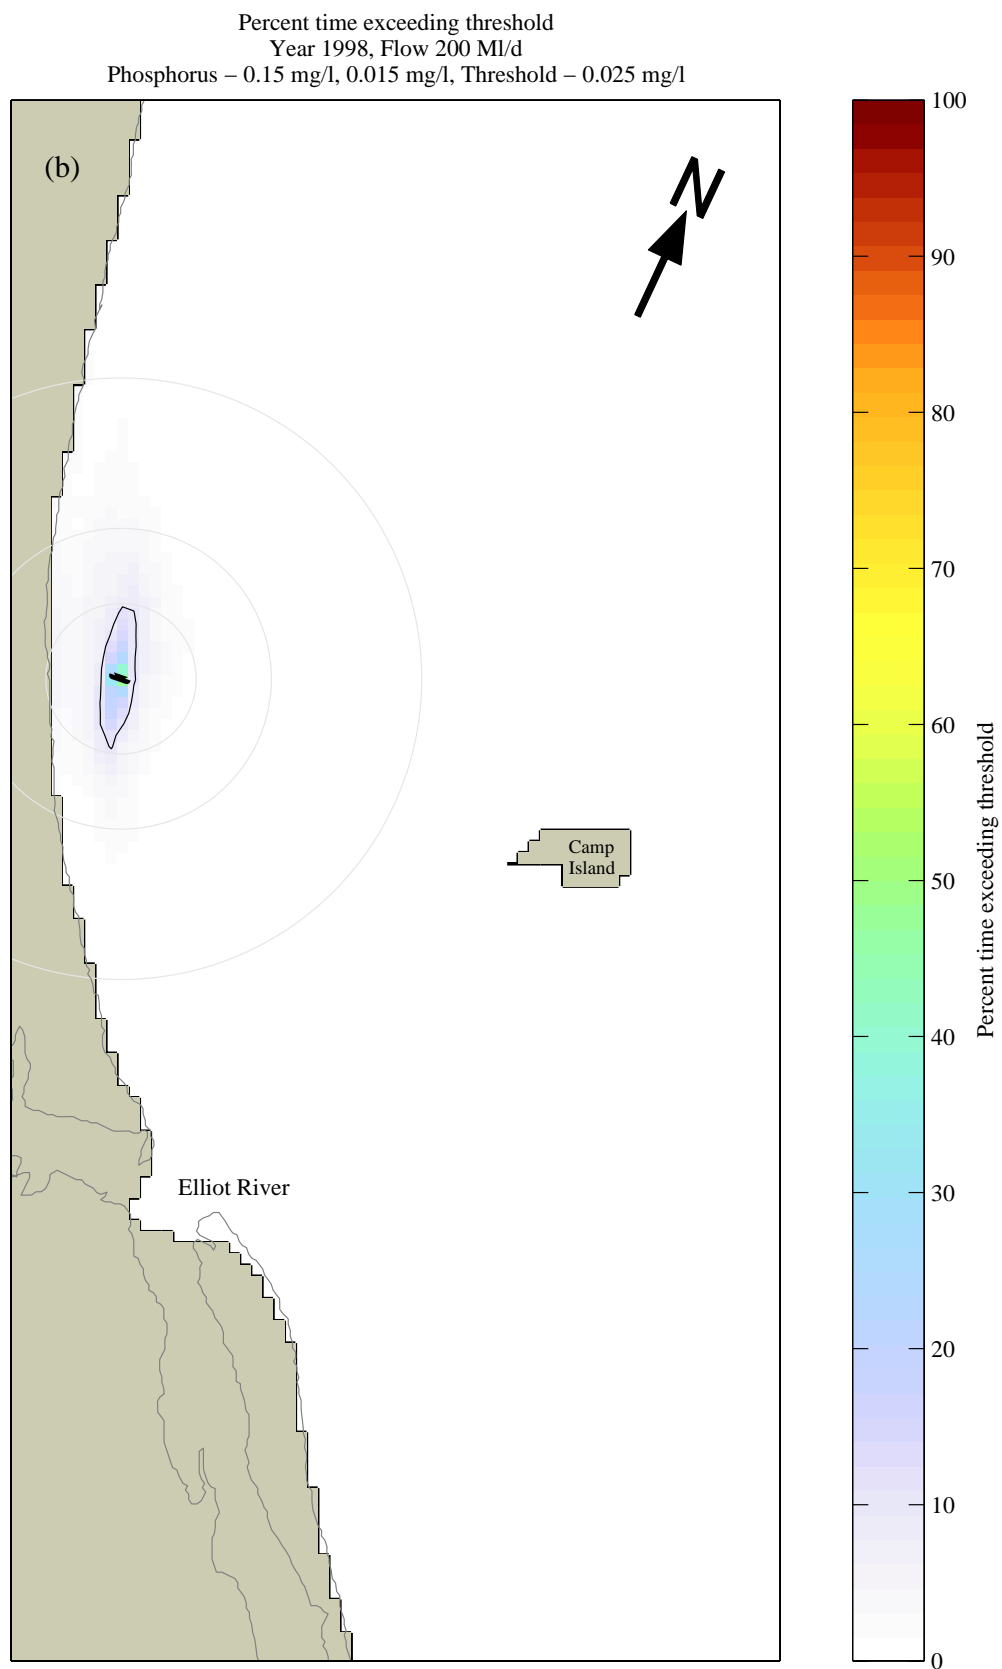 Percent time exceeding threshold
Year 1998, Flow 200 Ml/d
Phosphorus – 0.15 mg/l, 0.015 mg/l, Threshold – 0.025 mg/l
(b)
N
Camp
Island
Elliot River
100
90
80
70
60
50
40
30
20
10
0
Percent time exceeding threshold